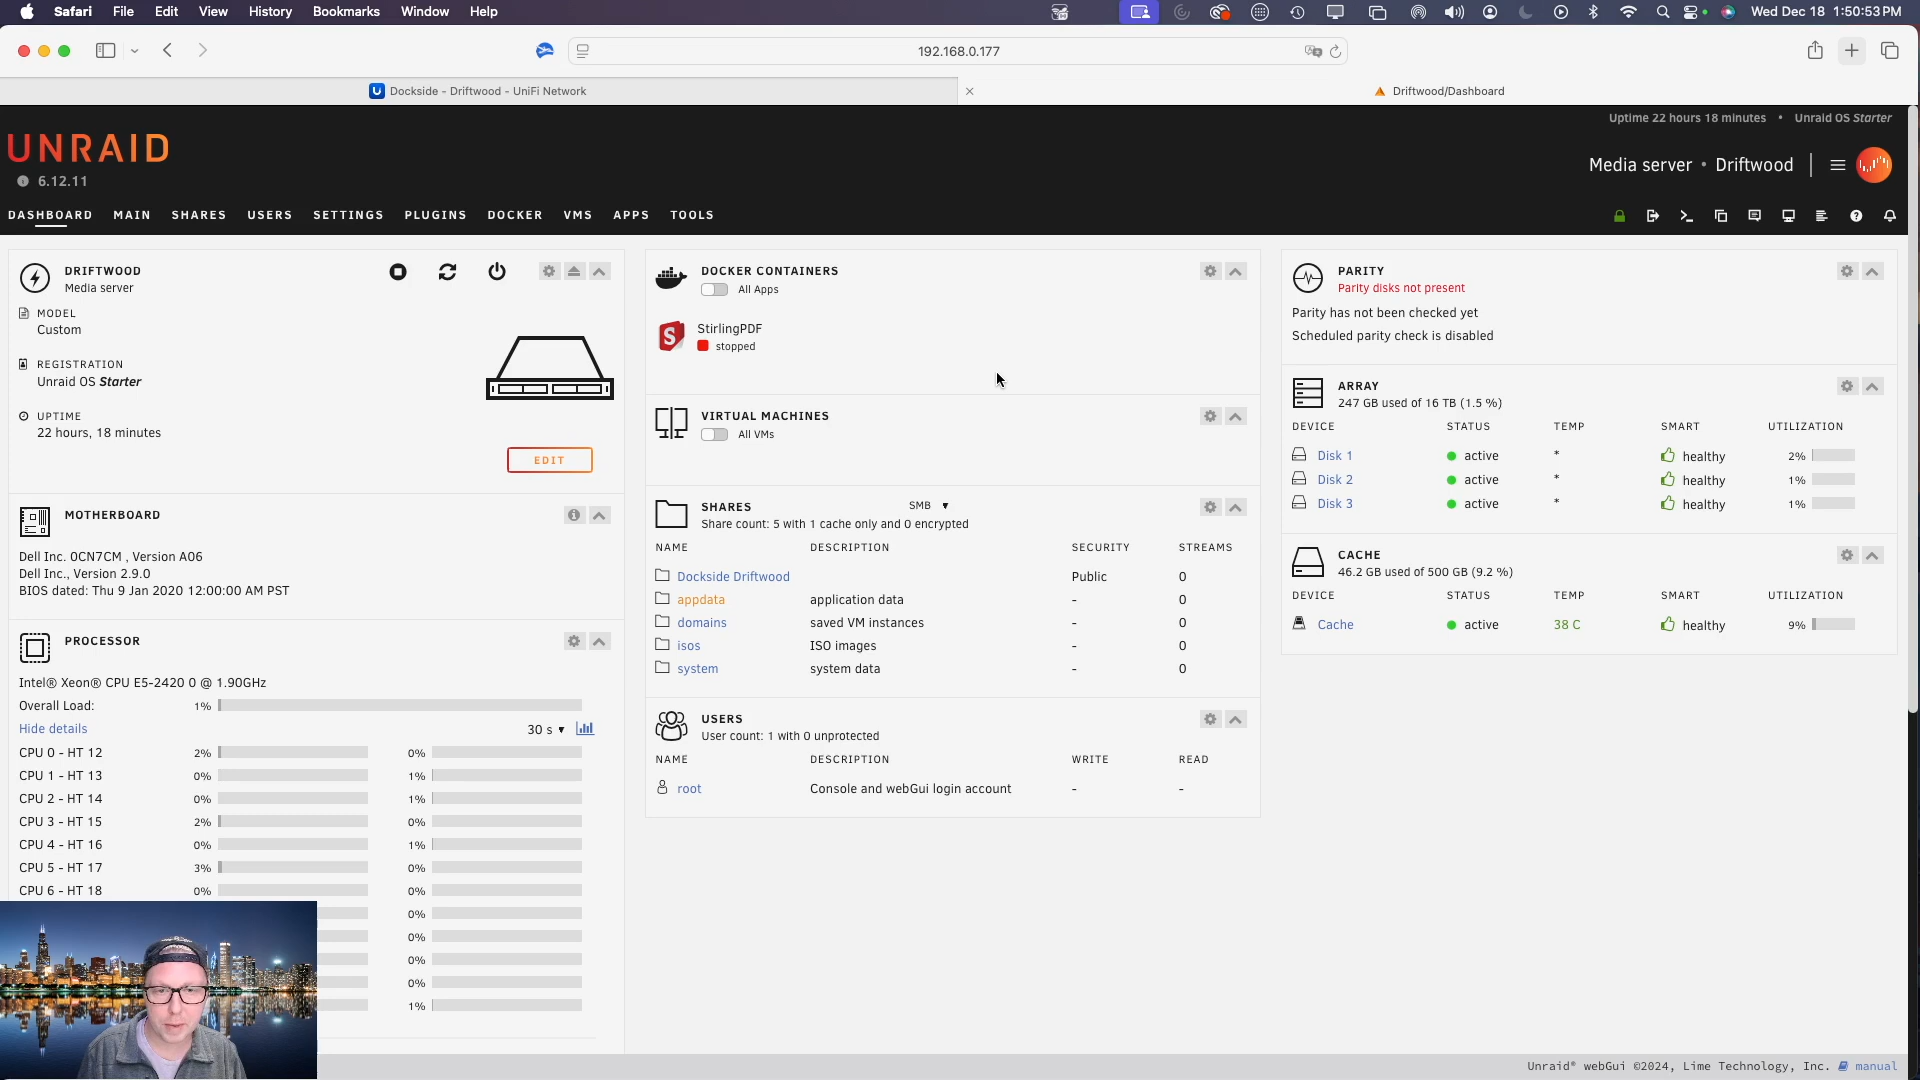 Safari File Edit View History Bookmarks Window Help
Wed Dec 18 1:50:53 PM
192.168.0.177
Dockside - Driftwood - UniFi Network
Driftwood/Dashboard
Uptime 22 hours 18 minutes • Unraid OS Starter
UNRAID
6.12.11
Media server • Driftwood
DASHBOARD MAIN SHARES USERS SETTINGS PLUGINS DOCKER VMS APPS TOOLS
DRIFTWOOD
Media server
MODEL
Custom
REGISTRATION
Unraid OS Starter
UPTIME
22 hours, 18 minutes
EDIT
MOTHERBOARD
Dell Inc. 0CN7CM , Version A06
Dell Inc., Version 2.9.0
BIOS dated: Thu 9 Jan 2020 12:00:00 AM PST
PROCESSOR
Intel® Xeon® CPU E5-2420 0 @ 1.90GHz
Overall Load: 1%
Hide details 30 s ▾
CPU 0 - HT 12 2% 0%
CPU 1 - HT 13 0% 1%
CPU 2 - HT 14 0% 1%
CPU 3 - HT 15 2% 0%
CPU 4 - HT 16 0% 1%
CPU 5 - HT 17 3% 0%
CPU 6 - HT 18 0% 0%
0%
0%
0%
0%
1%
DOCKER CONTAINERS
All Apps
StirlingPDF
stopped
VIRTUAL MACHINES
All VMs
SHARES SMB ▾
Share count: 5 with 1 cache only and 0 encrypted
NAME DESCRIPTION SECURITY STREAMS
Dockside Driftwood Public 0
appdata application data - 0
domains saved VM instances - 0
isos ISO images - 0
system system data - 0
USERS
User count: 1 with 0 unprotected
NAME DESCRIPTION WRITE READ
root Console and webGui login account - -
PARITY
Parity disks not present
Parity has not been checked yet
Scheduled parity check is disabled
ARRAY
247 GB used of 16 TB (1.5 %)
DEVICE STATUS TEMP SMART UTILIZATION
Disk 1 active * healthy 2%
Disk 2 active * healthy 1%
Disk 3 active * healthy 1%
CACHE
46.2 GB used of 500 GB (9.2 %)
DEVICE STATUS TEMP SMART UTILIZATION
Cache active 38 C healthy 9%
Unraid® webGui ©2024, Lime Technology, Inc. manual